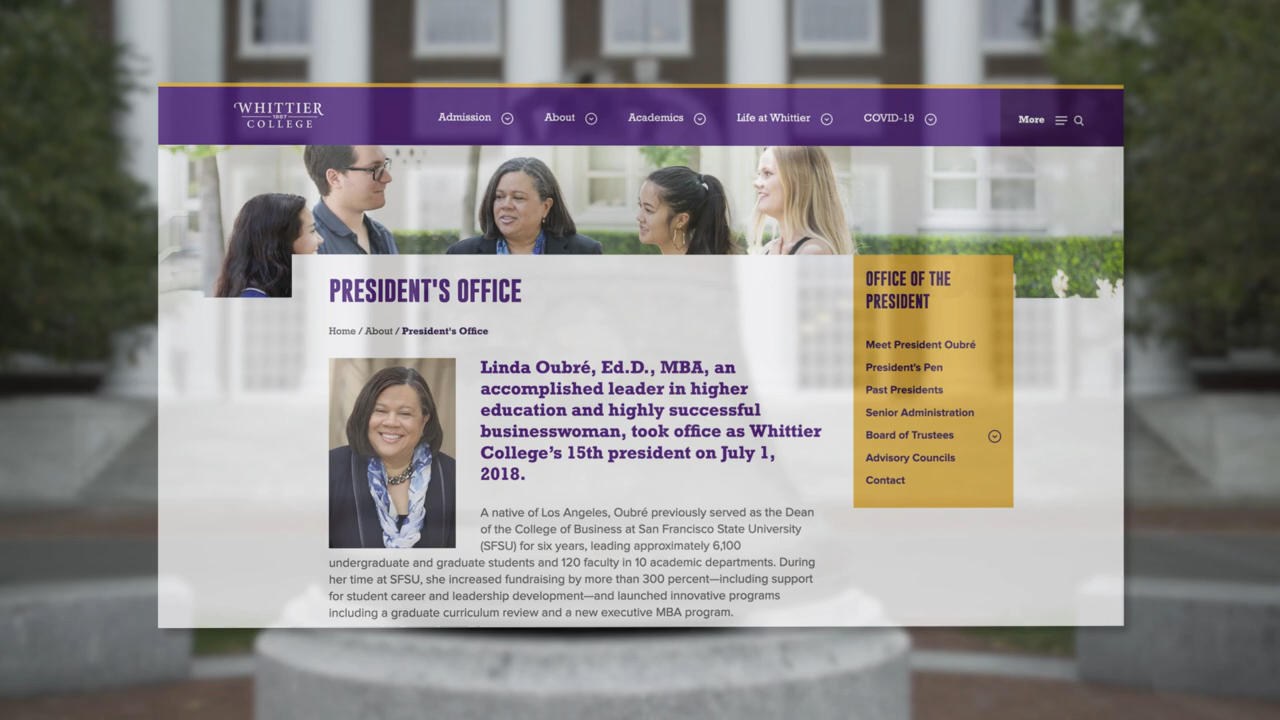 WHITTIER
1887
COLLEGE
Admission
About
Academics
Life at Whittier
COVID-19
More
PRESIDENT'S OFFICE
Home / About / President's Office
Linda Oubré, Ed.D., MBA, an
accomplished leader in higher
education and highly successful
businesswoman, took office as Whittier
College's 15th president on July 1,
2018.
A native of Los Angeles, Oubré previously served as the Dean
of the College of Business at San Francisco State University
(SFSU) for six years, leading approximately 6,100
undergraduate and graduate students and 120 faculty in 10 academic departments. During
her time at SFSU, she increased fundraising by more than 300 percent—including support
for student career and leadership development—and launched innovative programs
including a graduate curriculum review and a new executive MBA program.
OFFICE OF THE
PRESIDENT
Meet President Oubré
President's Pen
Past Presidents
Senior Administration
Board of Trustees
Advisory Councils
Contact